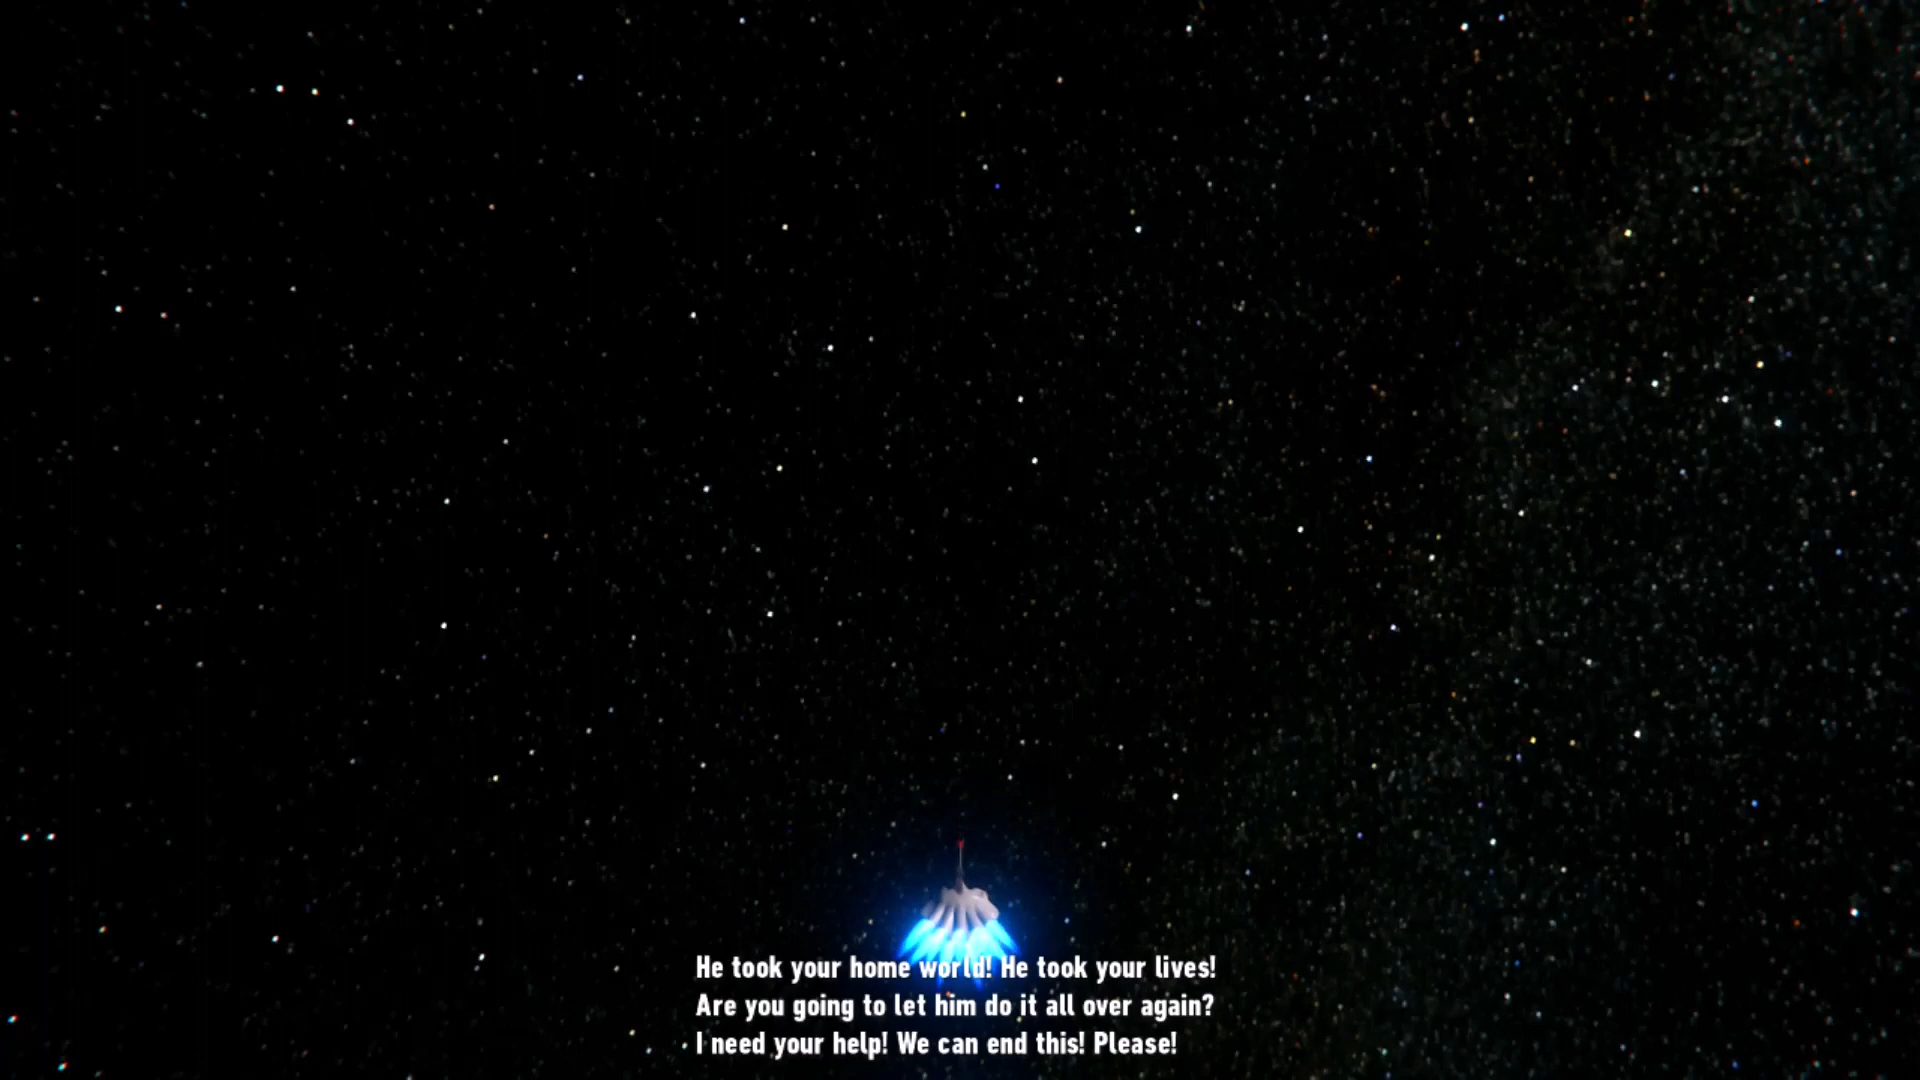 He took your home world! He took your lives!
Are you going to let him do it all over again?
I need your help! We can end this! Please!